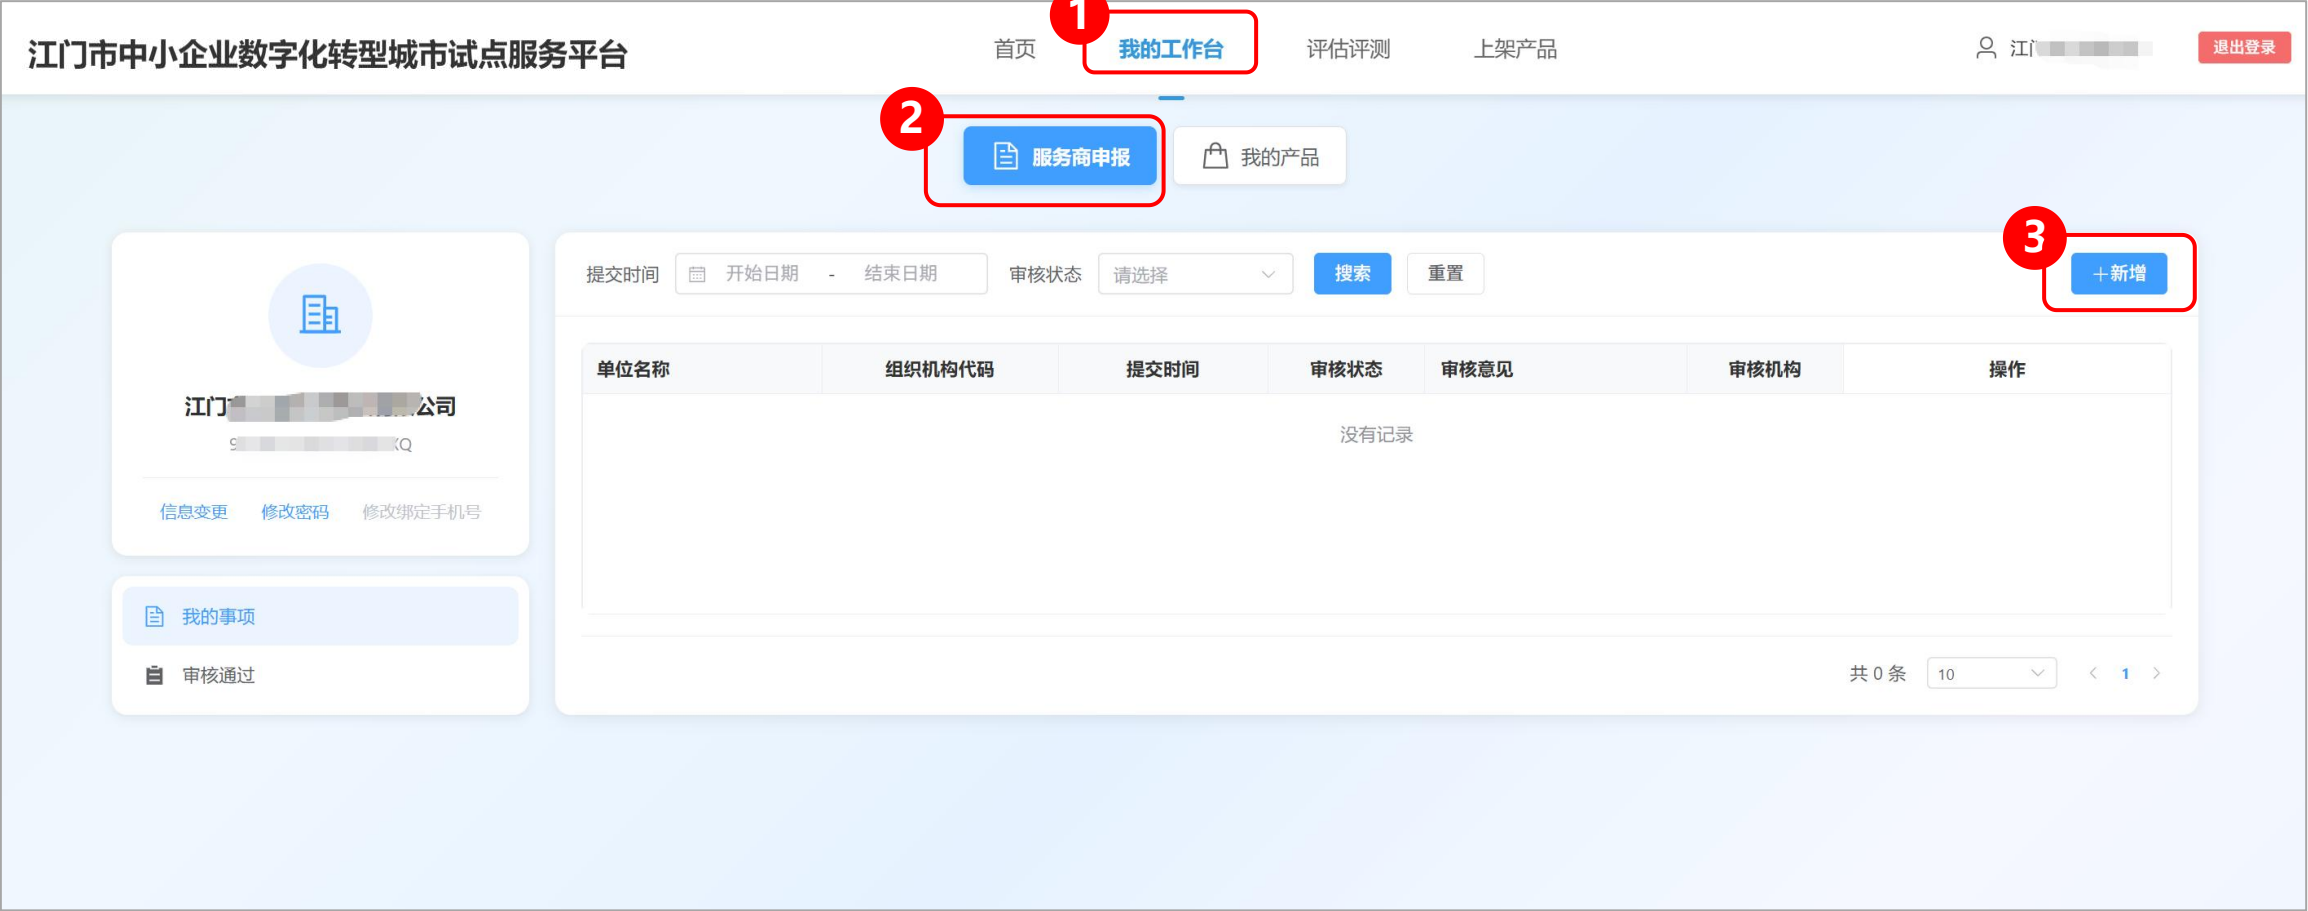 江门市中小企业数字化转型城市试点服务平台
首页 我的工作台 评估评测 上架产品
江门
退出登录
1
2
服务商申报 我的产品
3
提交时间 开始日期 - 结束日期 审核状态 请选择 搜索 重置 +新增
单位名称 组织机构代码 提交时间 审核状态 审核意见 审核机构 操作
没有记录
共 0 条 10 < 1 >
江门 公司
9 Q
信息变更 修改密码 修改绑定手机号
我的事项
审核通过